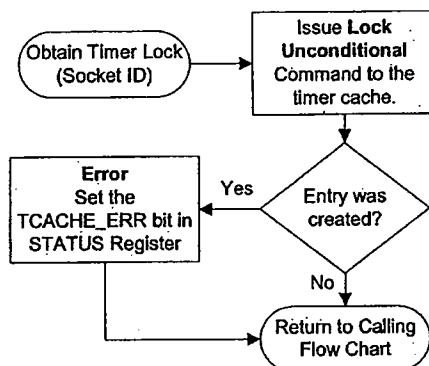 Obtain Timer Lock
(Socket ID)
Issue Lock
Unconditional
Command to the
timer cache.
Error
Set the
TCACHE_ERR bit in
STATUS Register
Yes
Entry was
created?
No
Return to Calling
Flow Chart